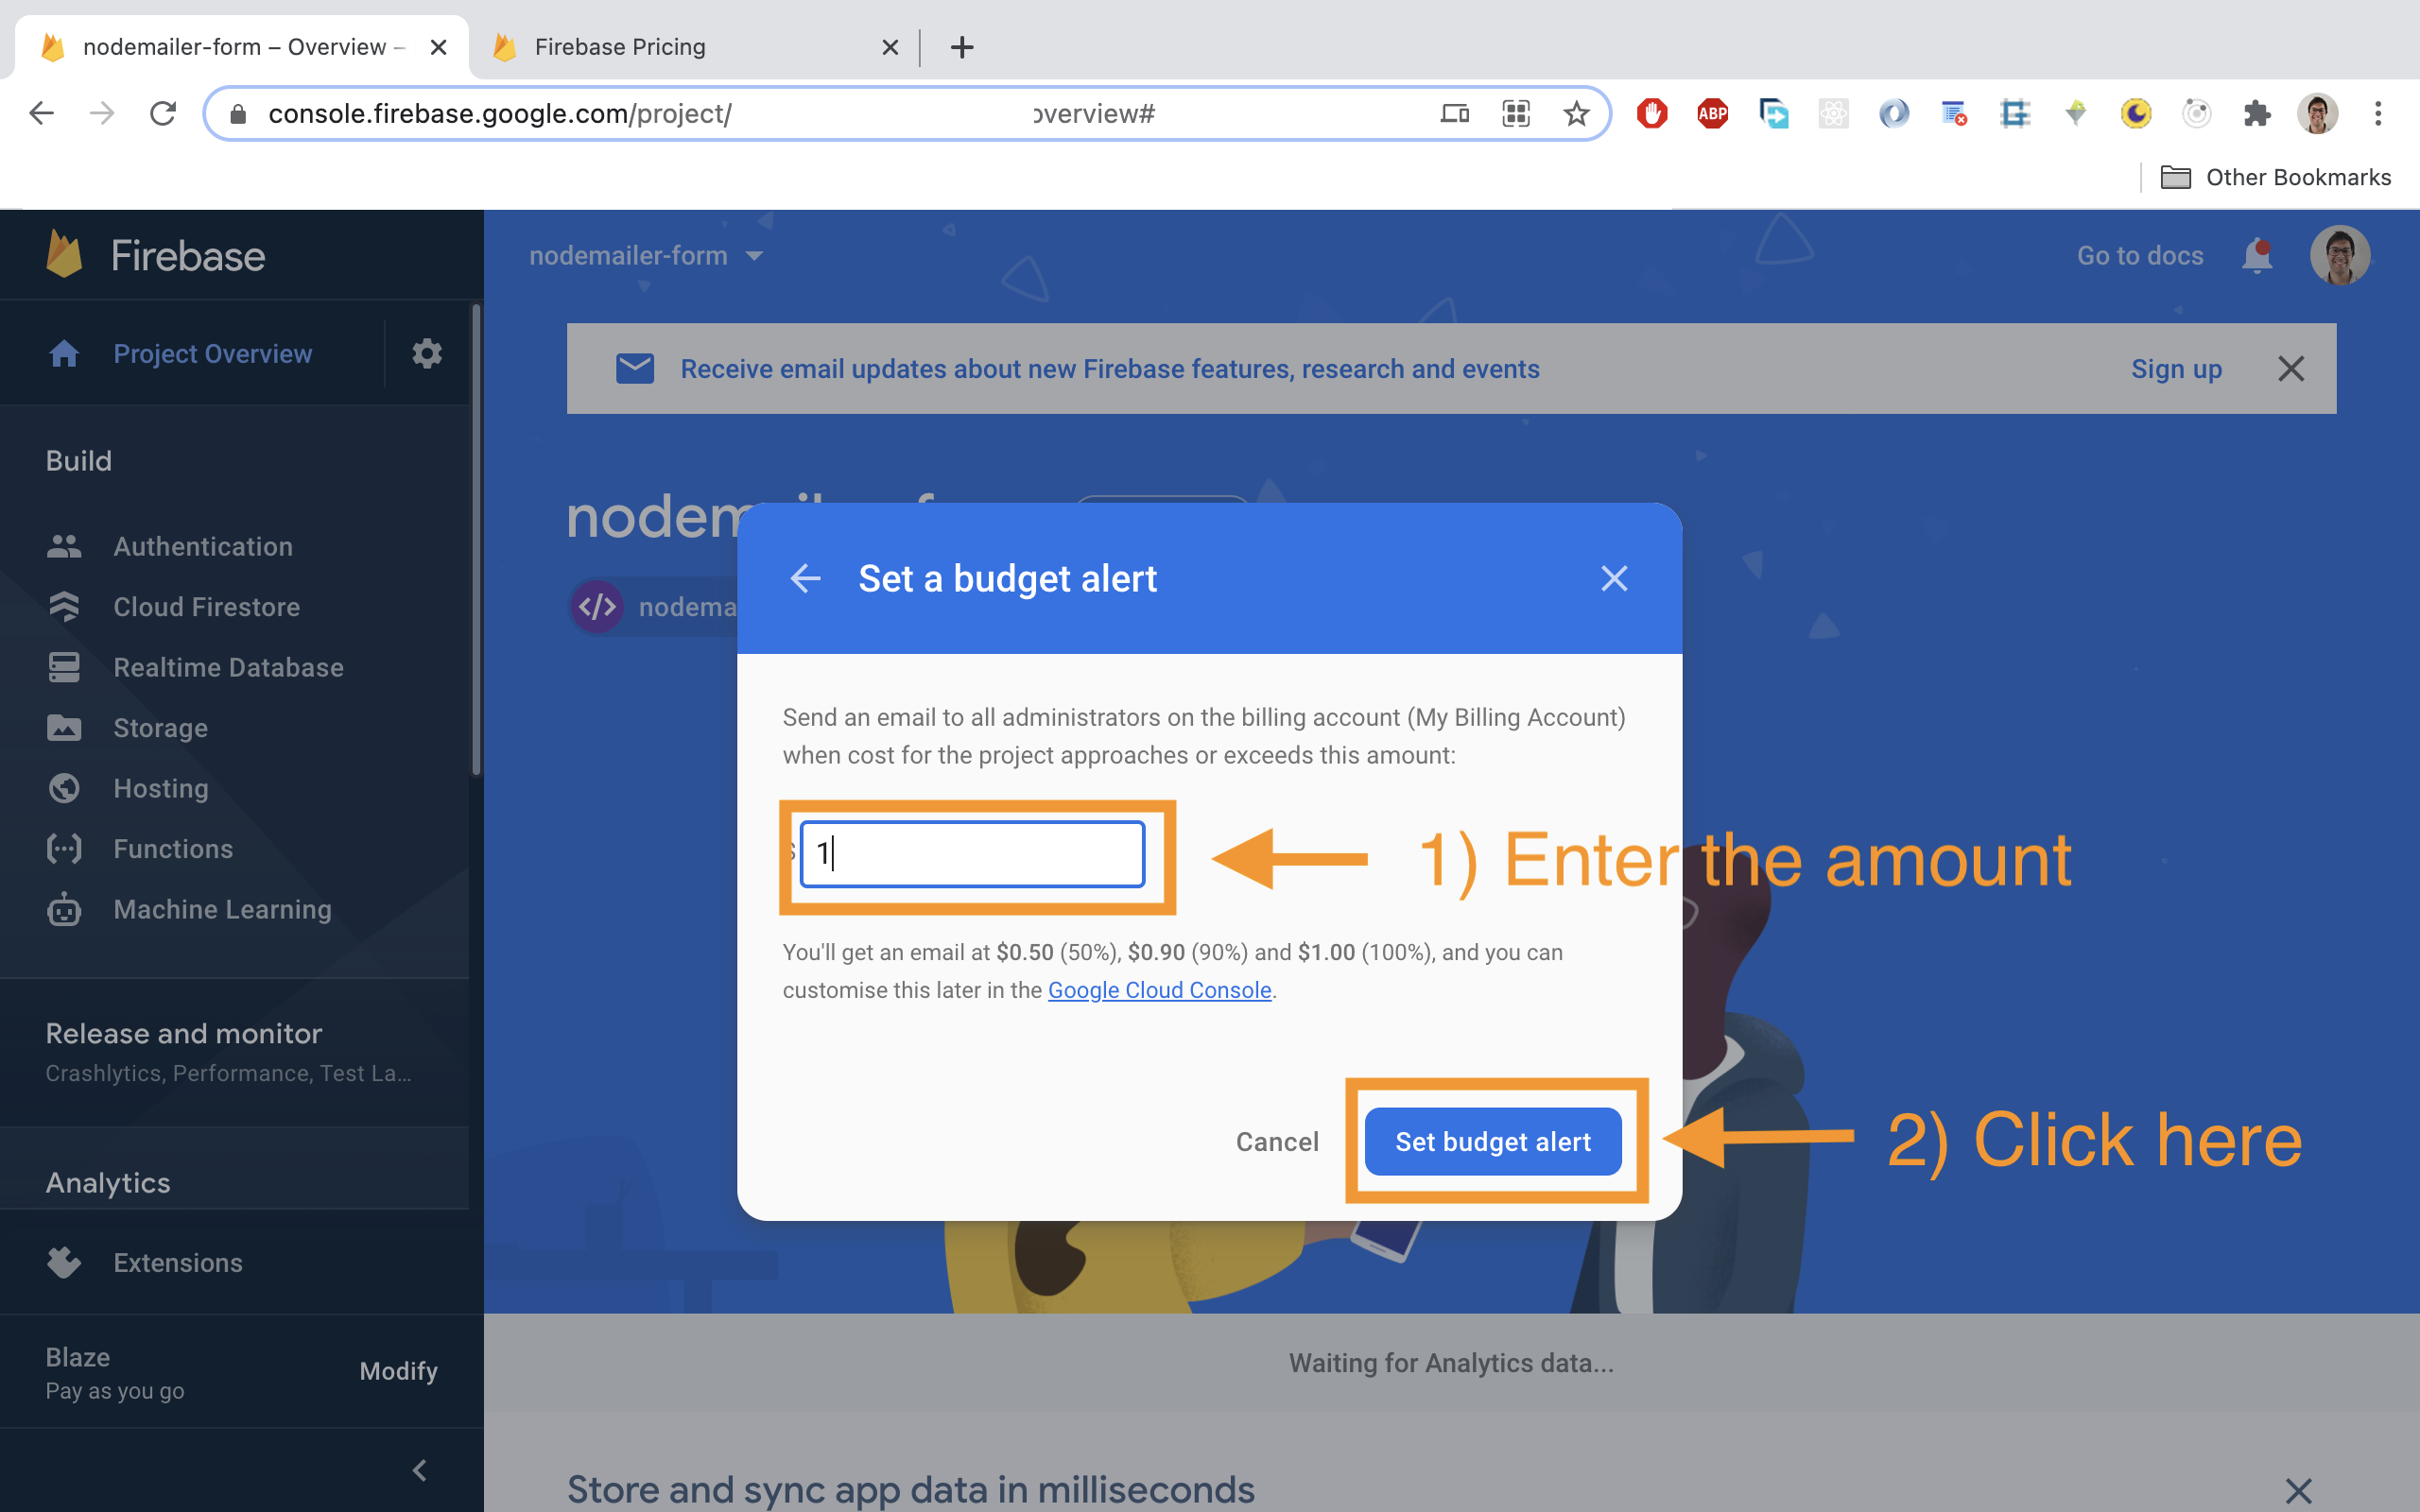 nodemailer-form – Overview –
Firebase Pricing
console.firebase.google.com/project/ overview#
ABP
Other Bookmarks
Firebase
nodemailer-form
Go to docs
Project Overview
Receive email updates about new Firebase features, research and events
Sign up
Build
Authentication
Cloud Firestore
Realtime Database
Storage
Hosting
Functions
Machine Learning
Release and monitor
Crashlytics, Performance, Test La...
Analytics
Extensions
Blaze
Pay as you go
Modify
Set a budget alert
Send an email to all administrators on the billing account (My Billing Account)
when cost for the project approaches or exceeds this amount:
1
1) Enter the amount
You'll get an email at $0.50 (50%), $0.90 (90%) and $1.00 (100%), and you can
customise this later in the Google Cloud Console.
Cancel
Set budget alert
2) Click here
Waiting for Analytics data...
Store and sync app data in milliseconds